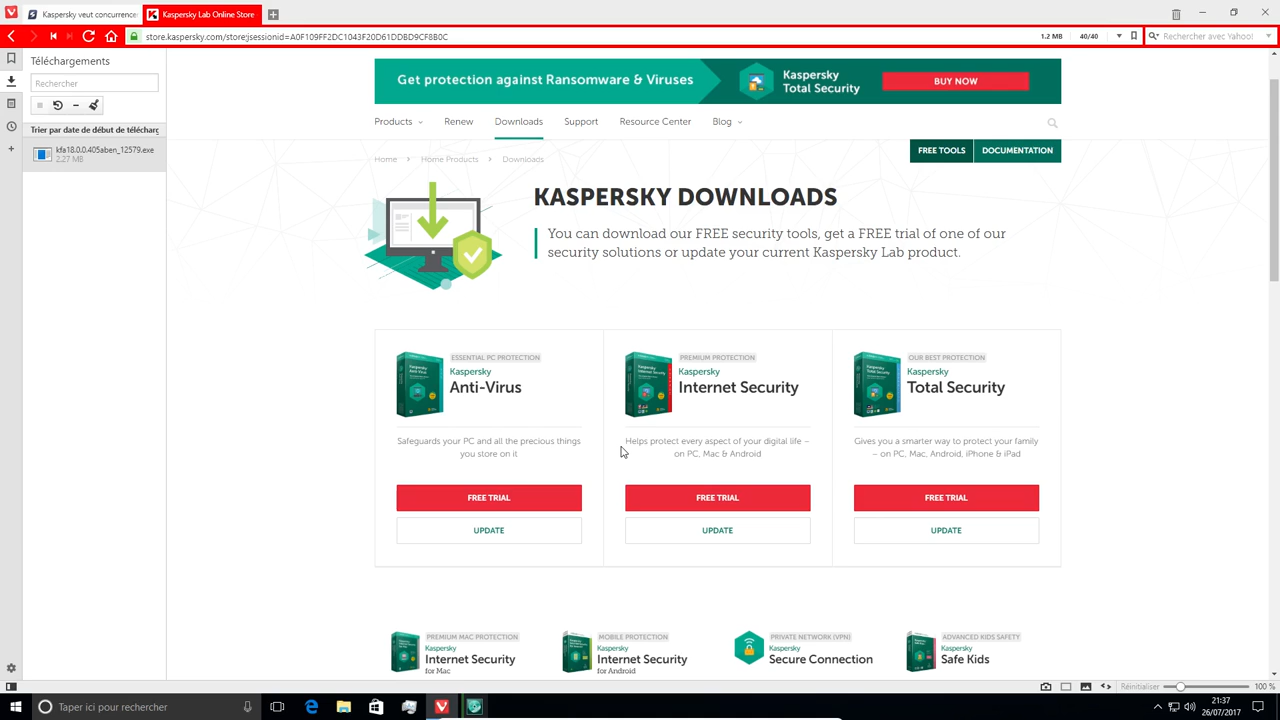 Kaspersky veut concurrence
Kaspersky Lab Online Store
store.kaspersky.com/store;jsessionid=A0F109FF2DC1043F20D61DDBD9CF8B0C
1.2 MB
40/40
Rechercher avec Yahoo!
Téléchargements
Rechercher
Trier par date de début de télécharg
kfa18.0.0.405aben_12579.exe
2.27 MB
Get protection against Ransomware & Viruses
Kaspersky
Total Security
BUY NOW
Products
Renew
Downloads
Support
Resource Center
Blog
Home
Home Products
Downloads
FREE TOOLS
DOCUMENTATION
KASPERSKY DOWNLOADS
You can download our FREE security tools, get a FREE trial of one of our
security solutions or update your current Kaspersky Lab product.
ESSENTIAL PC PROTECTION
Kaspersky
Anti-Virus
Safeguards your PC and all the precious things
you store on it
FREE TRIAL
UPDATE
PREMIUM PROTECTION
Kaspersky
Internet Security
Helps protect every aspect of your digital life –
on PC, Mac & Android
FREE TRIAL
UPDATE
OUR BEST PROTECTION
Kaspersky
Total Security
Gives you a smarter way to protect your family
– on PC, Mac, Android, iPhone & iPad
FREE TRIAL
UPDATE
PREMIUM MAC PROTECTION
Kaspersky
Internet Security
for Mac
MOBILE PROTECTION
Kaspersky
Internet Security
for Android
PRIVATE NETWORK (VPN)
Kaspersky
Secure Connection
ADVANCED KIDS SAFETY
Kaspersky
Safe Kids
Réinitialiser
100 %
Taper ici pour rechercher
21:37
26/07/2017